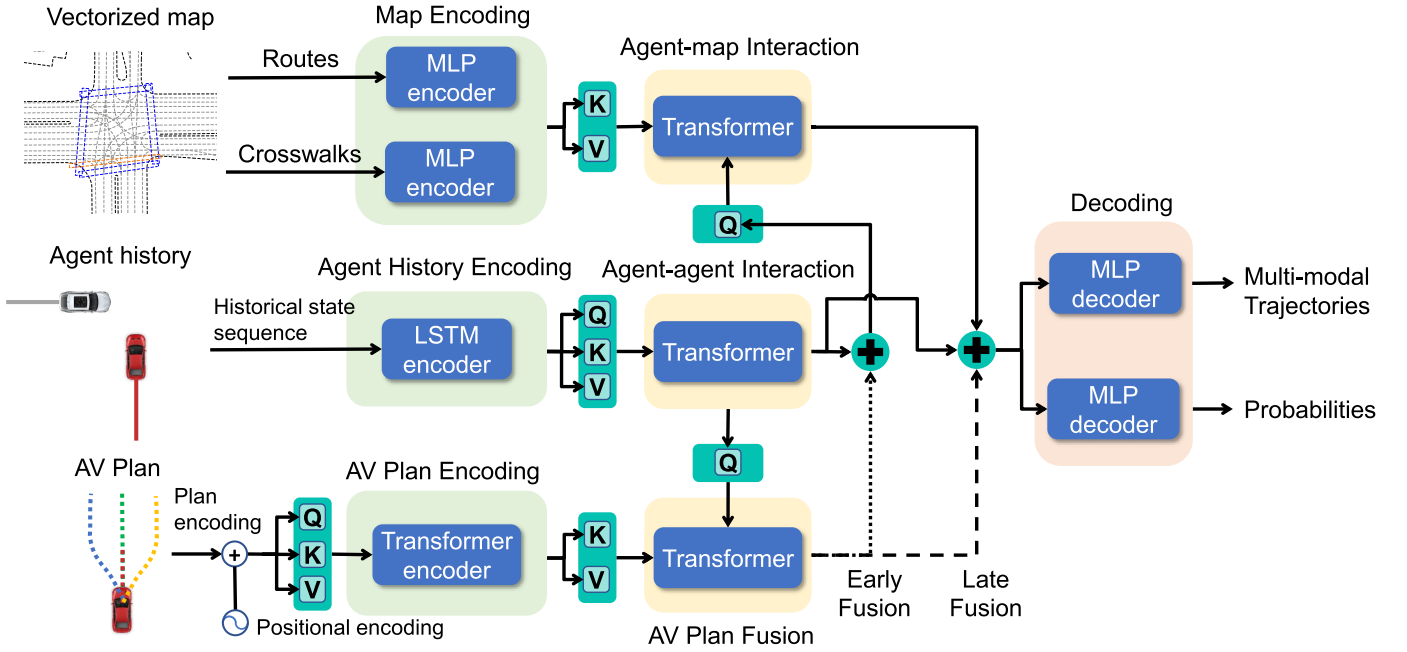 Vectorized map
Map Encoding
Routes
MLP
encoder
Crosswalks
MLP
encoder
K
V
Agent-map Interaction
Transformer
Q
Agent history
Agent History Encoding
Historical state
sequence
LSTM
encoder
Q
K
V
Agent-agent Interaction
Transformer
Q
AV Plan
Plan
encoding
Positional encoding
Q
K
V
AV Plan Encoding
Transformer
encoder
K
V
Transformer
AV Plan Fusion
Early
Fusion
Late
Fusion
Decoding
MLP
decoder
MLP
decoder
Multi-modal
Trajectories
Probabilities